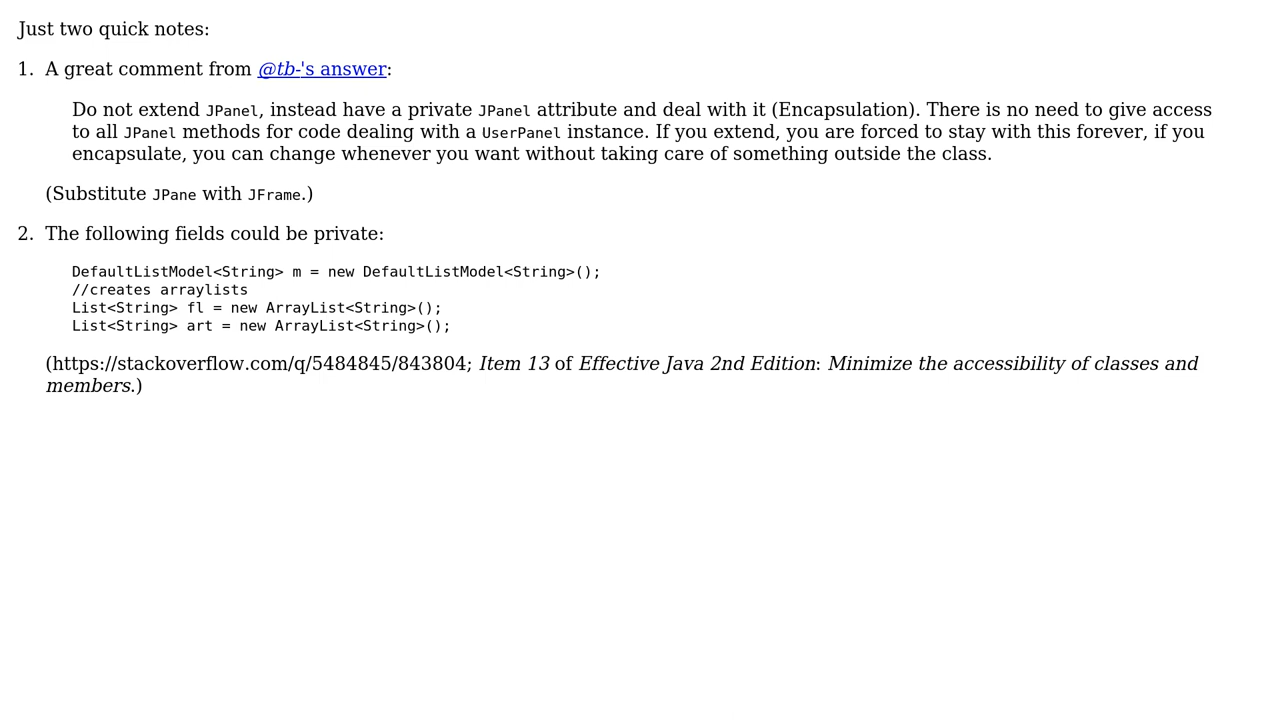 Just two quick notes:
1. A great comment from @tb-'s answer:
Do not extend JPanel, instead have a private JPanel attribute and deal with it (Encapsulation). There is no need to give access
to all JPanel methods for code dealing with a UserPanel instance. If you extend, you are forced to stay with this forever, if you
encapsulate, you can change whenever you want without taking care of something outside the class.
(Substitute JPane with JFrame.)
2. The following fields could be private:
DefaultListModel<String> m = new DefaultListModel<String>();
//creates arraylists
List<String> fl = new ArrayList<String>();
List<String> art = new ArrayList<String>();
(https://stackoverflow.com/q/5484845/843804; Item 13 of Effective Java 2nd Edition: Minimize the accessibility of classes and
members.)